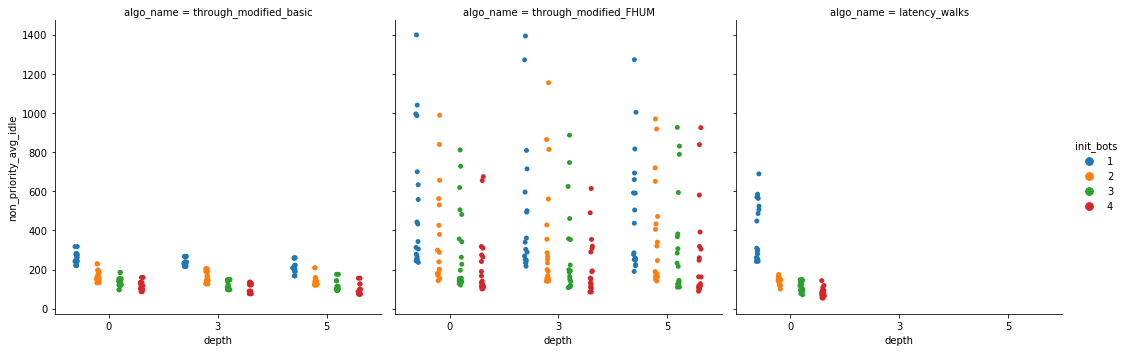 algo_name = through_modified_basic
algo_name = through_modified_FHUM
algo_name = latency_walks
1400
1200
1000
800
600
400
200
0
non_priority_avg_idle
0 3 5
depth
0 3 5
depth
0 3 5
depth
init_bots
1
2
3
4